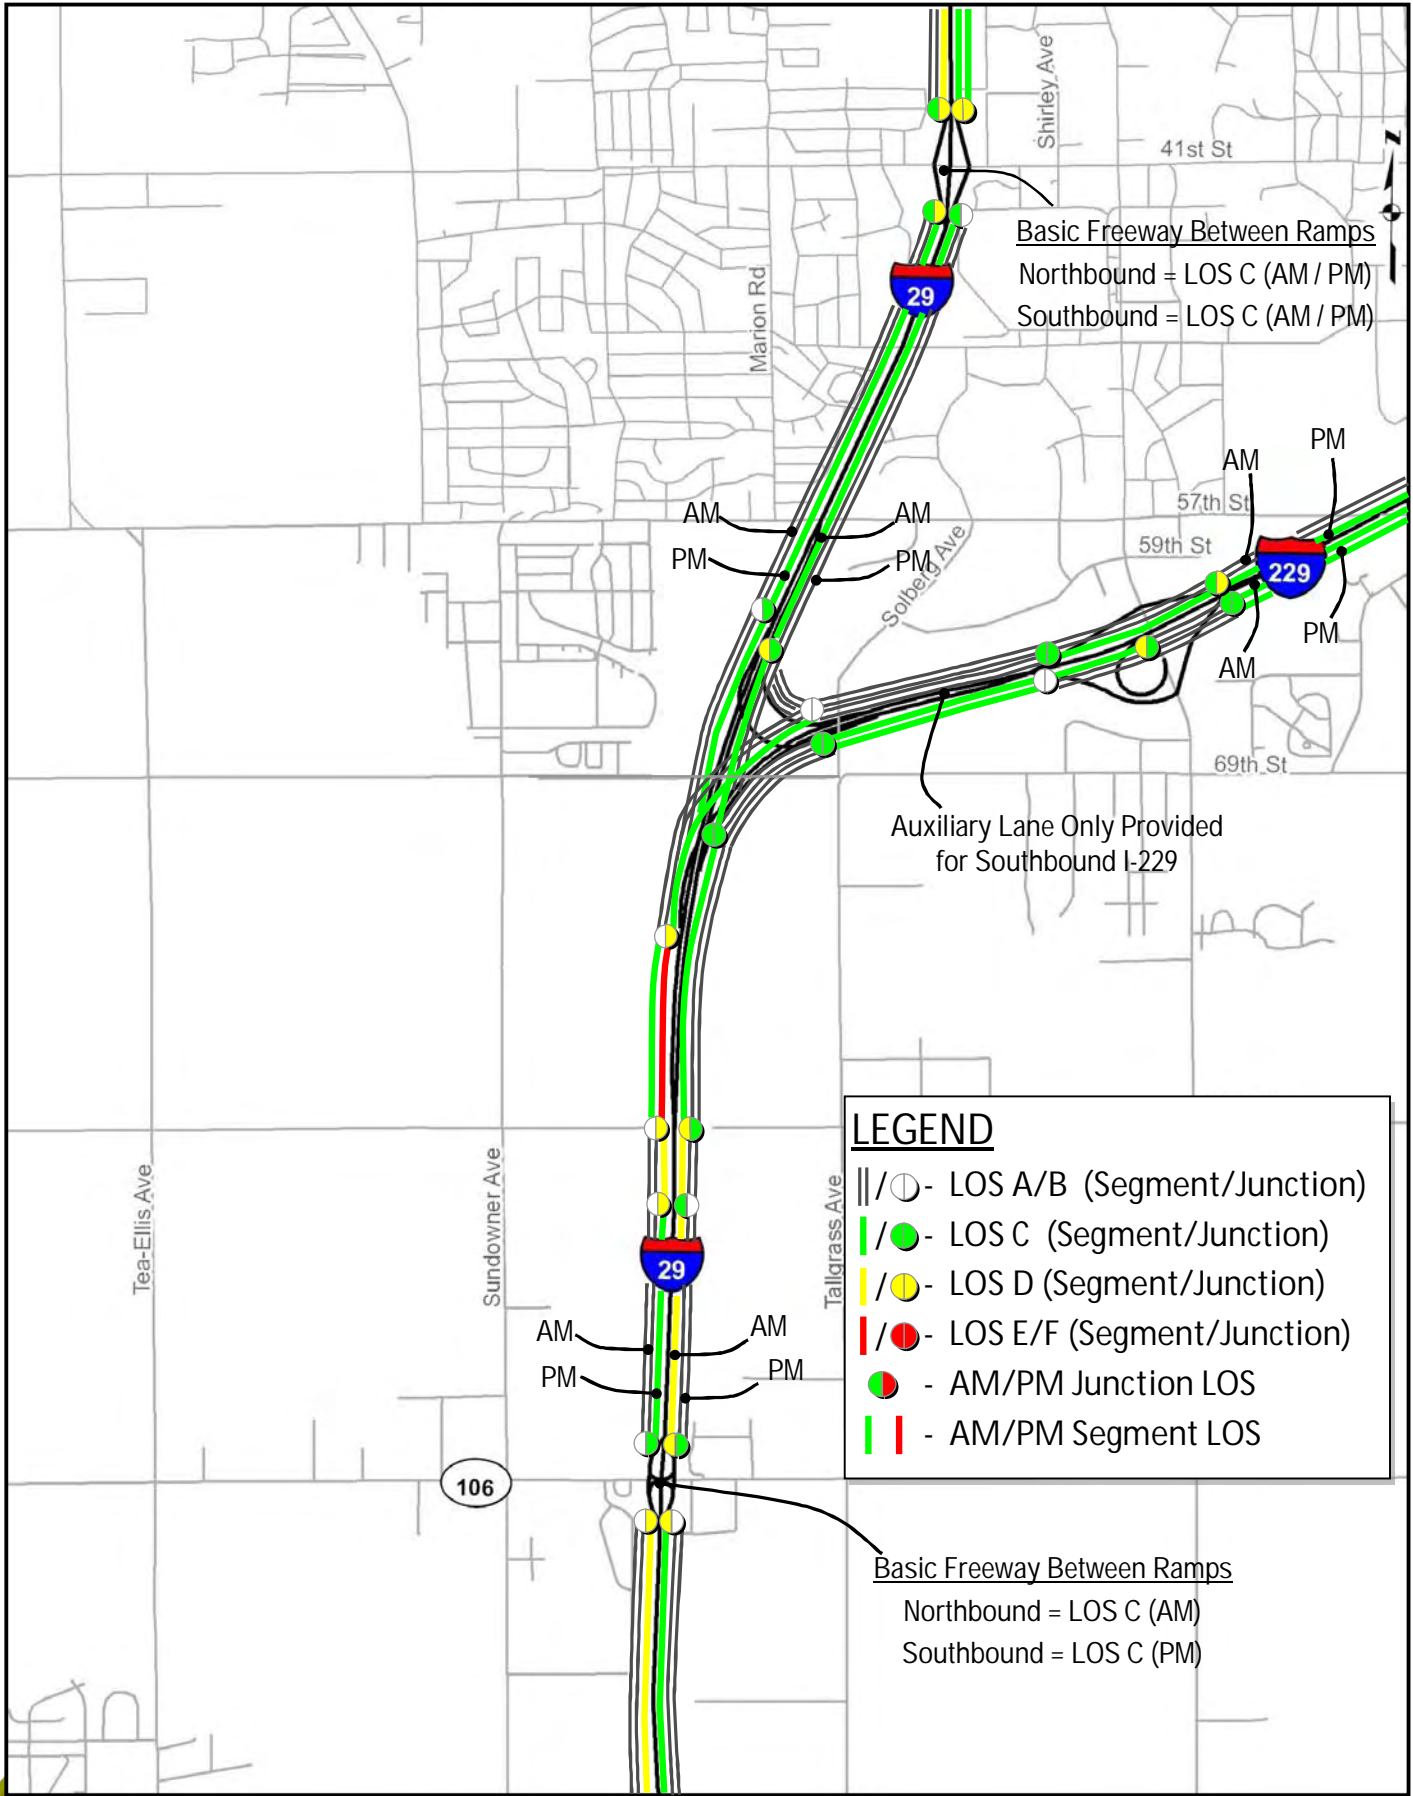 Shirley Ave
41st St
N
Basic Freeway Between Ramps
Northbound = LOS C (AM / PM)
Southbound = LOS C (AM / PM)
29
Marion Rd
PM
AM
57th St
AM
AM
59th St
PM
PM
Solberg Ave
229
PM
AM
69th St
Auxiliary Lane Only Provided
for Southbound I-229
LEGEND
/ - LOS A/B (Segment/Junction)
/ - LOS C (Segment/Junction)
/ - LOS D (Segment/Junction)
/ - LOS E/F (Segment/Junction)
- AM/PM Junction LOS
- AM/PM Segment LOS
Tea-Ellis Ave
Sundowner Ave
Tallgrass Ave
29
AM
AM
PM
PM
106
Basic Freeway Between Ramps
Northbound = LOS C (AM)
Southbound = LOS C (PM)